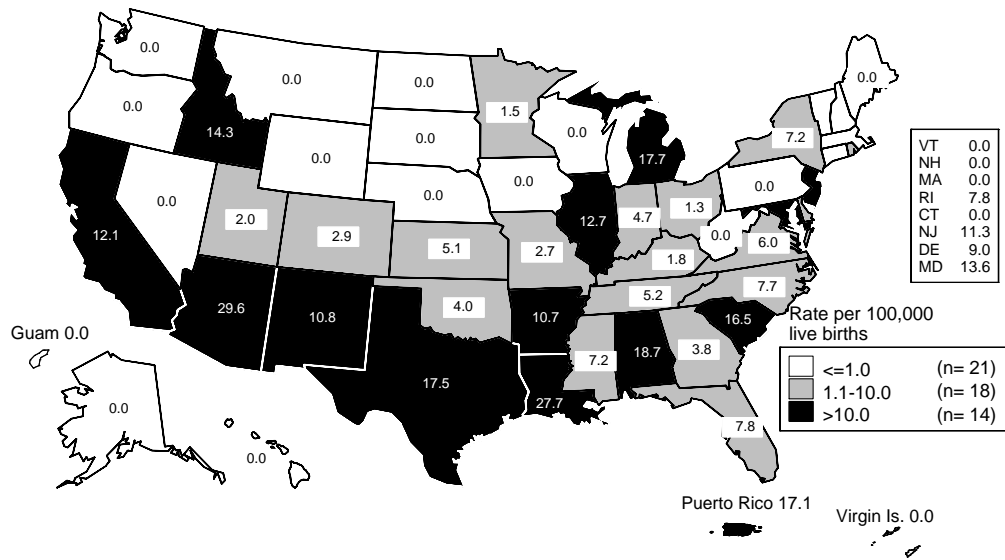 0.0
0.0
0.0
0.0
0.0
1.5
0.0
7.2
0.0
14.3
0.0
0.0
17.7
VT 0.0
NH 0.0
MA 0.0
RI 7.8
CT 0.0
NJ 11.3
DE 9.0
MD 13.6
0.0
0.0
0.0
0.0
12.1
2.0
2.9
5.1
2.7
12.7
4.7
1.3
0.0
6.0
1.8
7.7
5.2
29.6
10.8
4.0
10.7
16.5
Rate per 100,000
live births
Guam 0.0
7.2
18.7
3.8
<=1.0 (n= 21)
1.1-10.0 (n= 18)
>10.0 (n= 14)
17.5
27.7
0.0
7.8
0.0
Puerto Rico 17.1
Virgin Is. 0.0